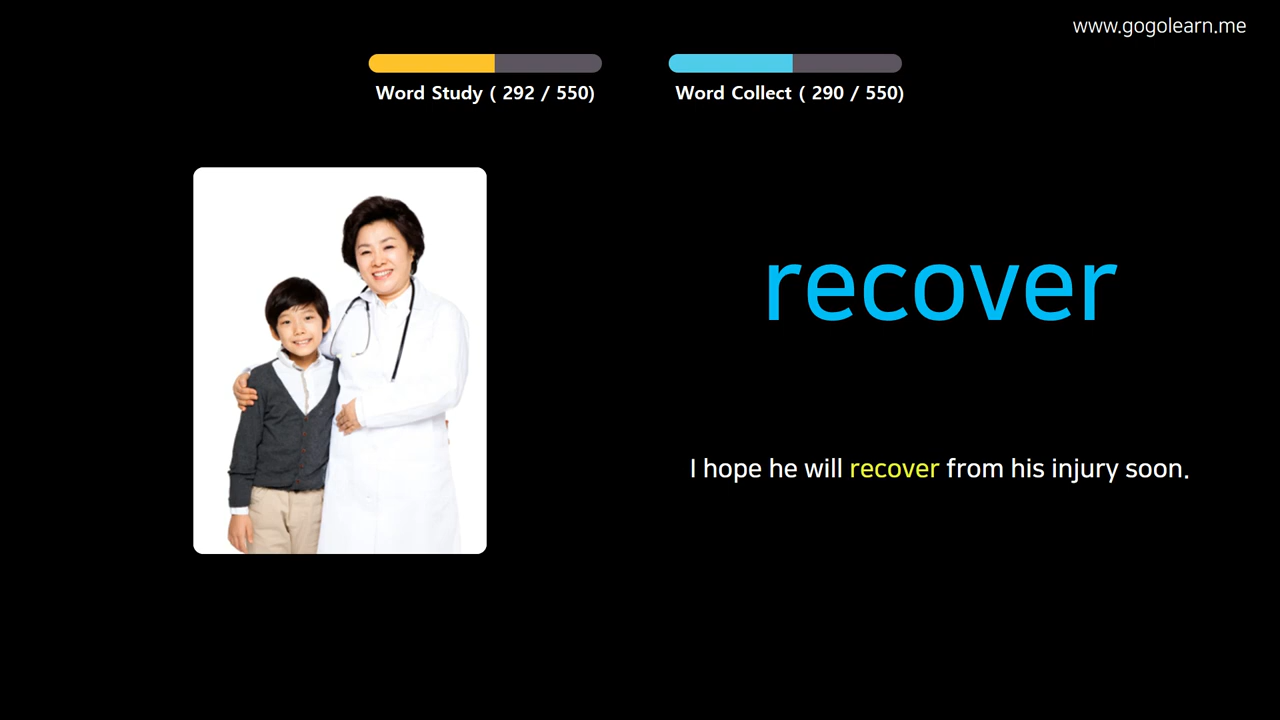 www.gogolearn.me
Word Study ( 292 / 550)
Word Collect ( 290 / 550)
recover
I hope he will recover from his injury soon.